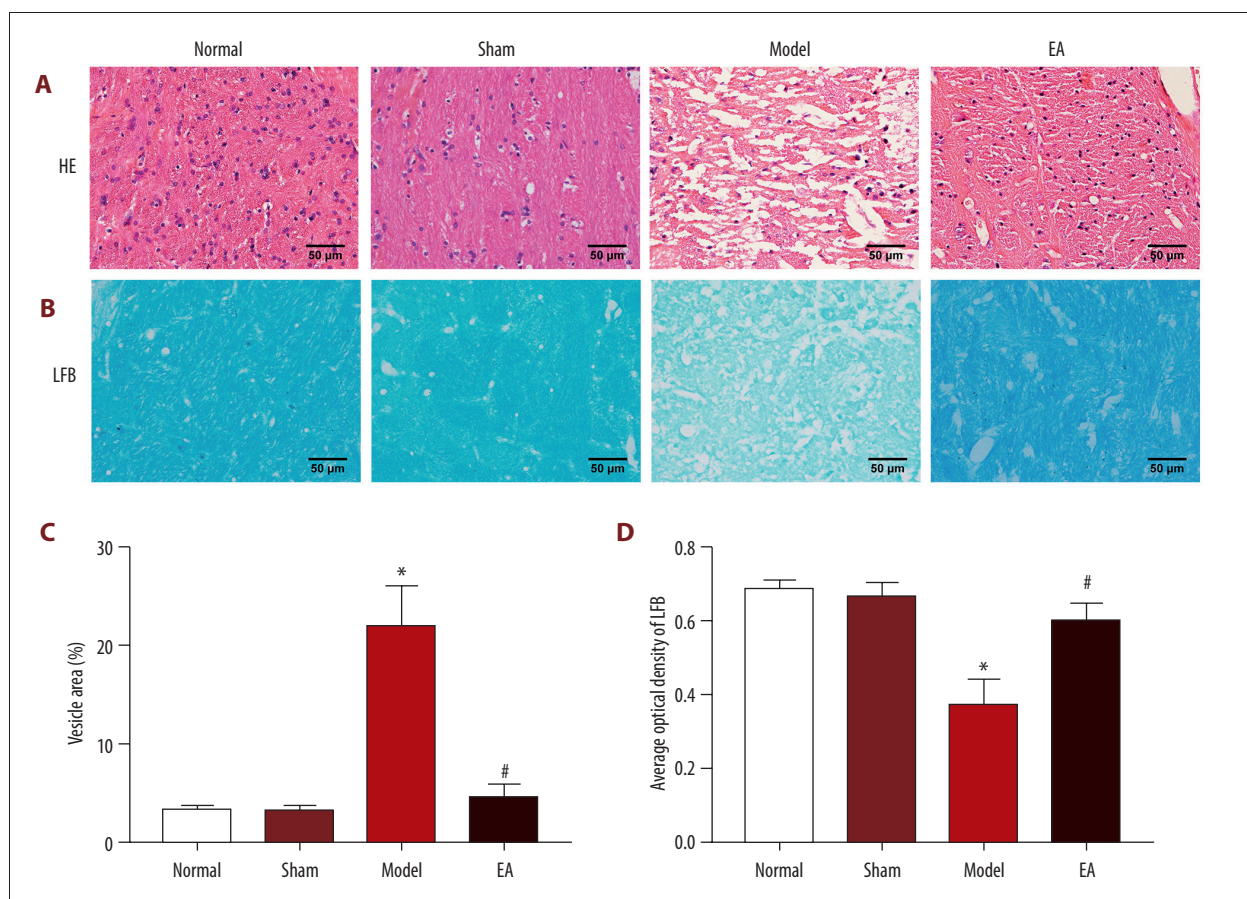 Normal Sham Model EA
A
HE
50 µm 50 µm 50 µm 50 µm
B
LFB
50 µm 50 µm 50 µm 50 µm
C
Vesicle area (%)
30
20
10
0
*
#
Normal Sham Model EA
D
Average optical density of LFB
0.8
0.6
0.4
0.2
0.0
*
#
Normal Sham Model EA